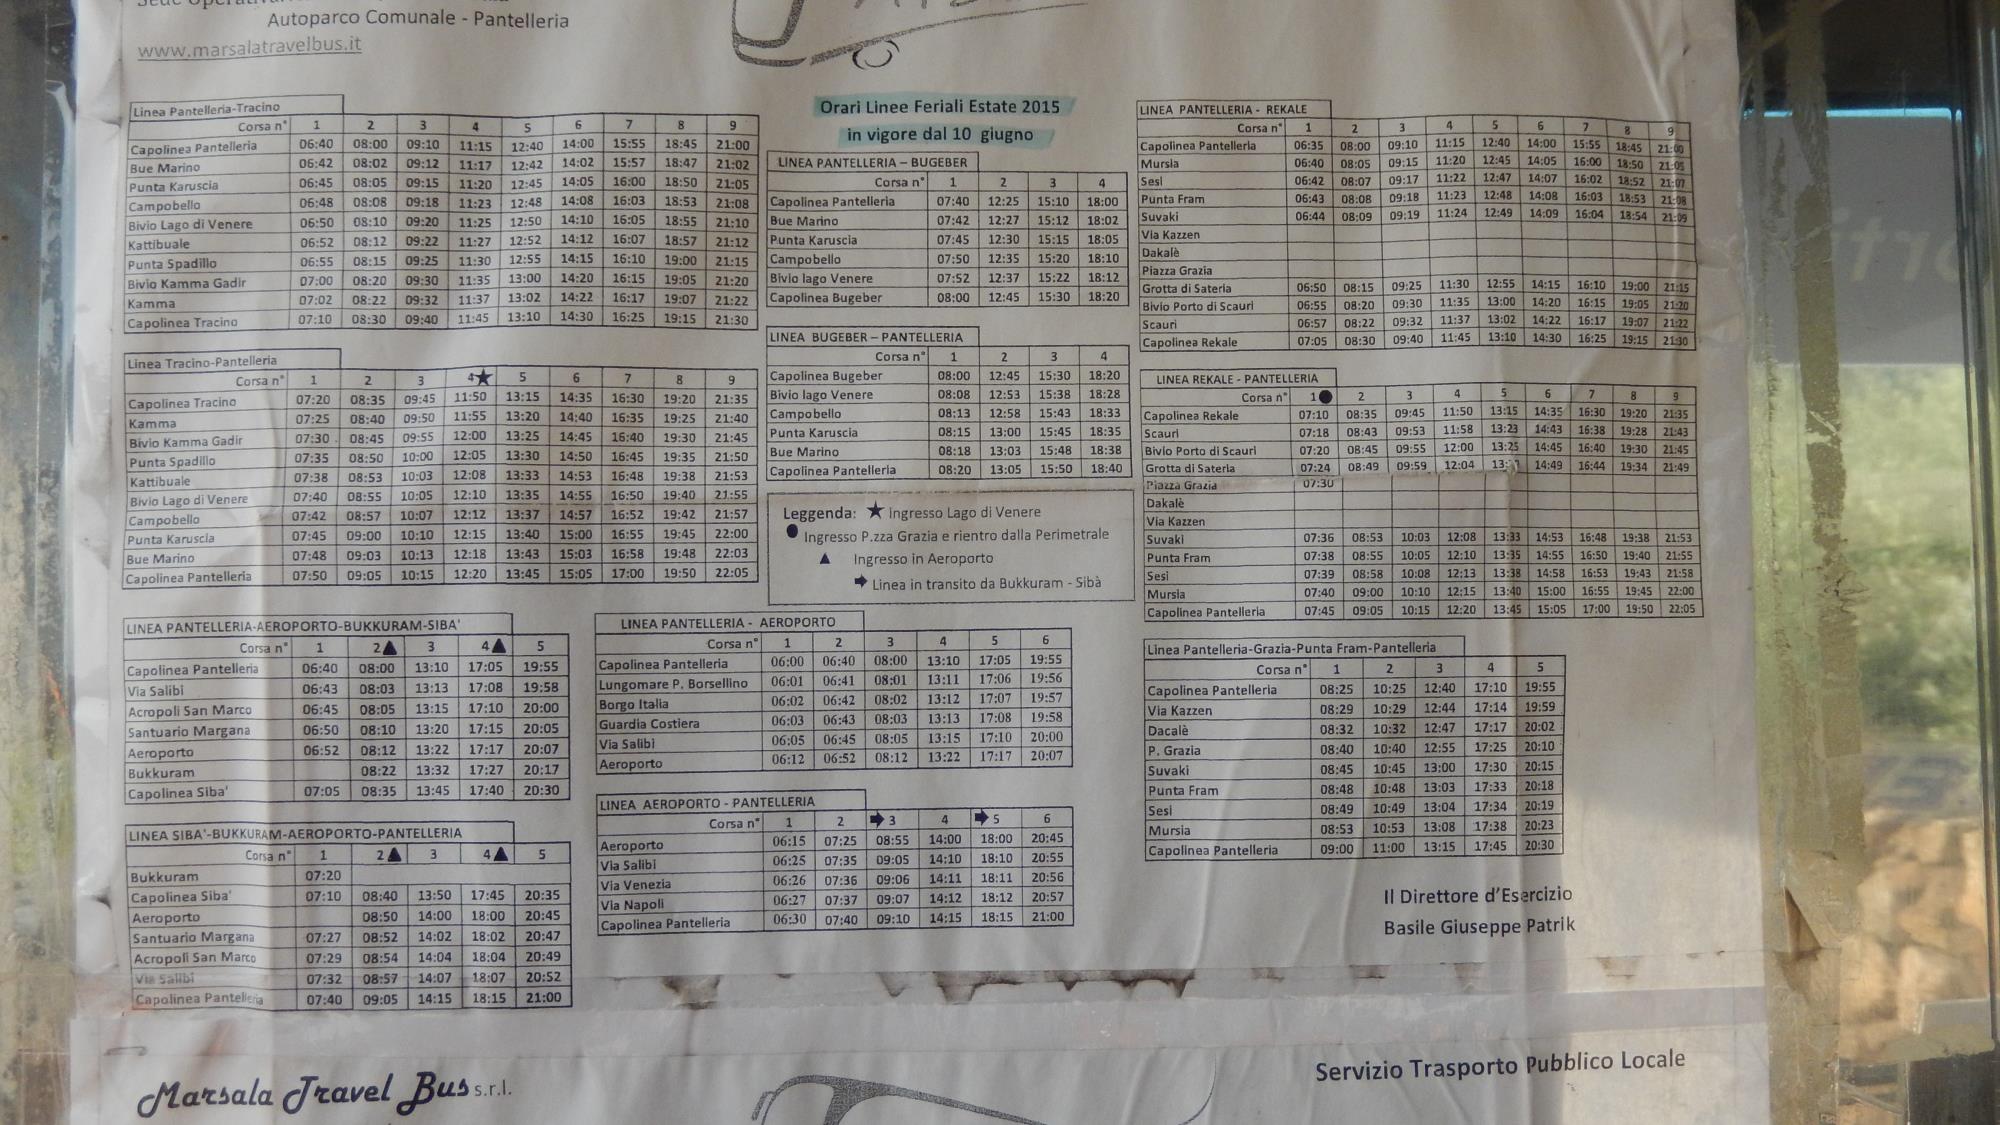 Autoparco Comunale - Pantelleria
www.marsalatravelbus.it
Orari Linee Feriali Estate 2015
in vigore dal 10 giugno
Linea Pantelleria-Tracino
Corsa n° 1 2 3 4 5 6 7 8 9
Capolinea Pantelleria 06:40 08:00 09:10 11:15 12:40 14:00 15:55 18:45 21:00
Bue Marino 06:42 08:02 09:12 11:17 12:42 14:02 15:57 18:47 21:02
Punta Karuscia 06:45 08:05 09:15 11:20 12:45 14:05 16:00 18:50 21:05
Campobello 06:48 08:08 09:18 11:23 12:48 14:08 16:03 18:53 21:08
Bivio Lago di Venere 06:50 08:10 09:20 11:25 12:50 14:10 16:05 18:55 21:10
Kattibuale 06:52 08:12 09:22 11:27 12:52 14:12 16:07 18:57 21:12
Punta Spadillo 06:55 08:15 09:25 11:30 12:55 14:15 16:10 19:00 21:15
Bivio Kamma Gadir 07:00 08:20 09:30 11:35 13:00 14:20 16:15 19:05 21:20
Kamma 07:02 08:22 09:32 11:37 13:02 14:22 16:17 19:07 21:22
Capolinea Tracino 07:10 08:30 09:40 11:45 13:10 14:30 16:25 19:15 21:30
Linea Tracino-Pantelleria
Corsa n° 1 2 3 4★ 5 6 7 8 9
Capolinea Tracino 07:20 08:35 09:45 11:50 13:15 14:35 16:30 19:20 21:35
Kamma 07:25 08:40 09:50 11:55 13:20 14:40 16:35 19:25 21:40
Bivio Kamma Gadir 07:30 08:45 09:55 12:00 13:25 14:45 16:40 19:30 21:45
Punta Spadillo 07:35 08:50 10:00 12:05 13:30 14:50 16:45 19:35 21:50
Kattibuale 07:38 08:53 10:03 12:08 13:33 14:53 16:48 19:38 21:53
Bivio Lago di Venere 07:40 08:55 10:05 12:10 13:35 14:55 16:50 19:40 21:55
Campobello 07:42 08:57 10:07 12:12 13:37 14:57 16:52 19:42 21:57
Punta Karuscia 07:45 09:00 10:10 12:15 13:40 15:00 16:55 19:45 22:00
Bue Marino 07:48 09:03 10:13 12:18 13:43 15:03 16:58 19:48 22:03
Capolinea Pantelleria 07:50 09:05 10:15 12:20 13:45 15:05 17:00 19:50 22:05
LINEA PANTELLERIA – BUGEBER
Corsa n° 1 2 3 4
Capolinea Pantelleria 07:40 12:25 15:10 18:00
Bue Marino 07:42 12:27 15:12 18:02
Punta Karuscia 07:45 12:30 15:15 18:05
Campobello 07:50 12:35 15:20 18:10
Bivio lago Venere 07:52 12:37 15:22 18:12
Capolinea Bugeber 08:00 12:45 15:30 18:20
LINEA BUGEBER – PANTELLERIA
Corsa n° 1 2 3 4
Capolinea Bugeber 08:00 12:45 15:30 18:20
Bivio lago Venere 08:08 12:53 15:38 18:28
Campobello 08:13 12:58 15:43 18:33
Punta Karuscia 08:15 13:00 15:45 18:35
Bue Marino 08:18 13:03 15:48 18:38
Capolinea Pantelleria 08:20 13:05 15:50 18:40
Leggenda: ★ Ingresso Lago di Venere
● Ingresso P.zza Grazia e rientro dalla Perimetrale
▲ Ingresso in Aeroporto
➡ Linea in transito da Bukkuram - Sibà
LINEA PANTELLERIA - REKALE
Corsa n° 1 2 3 4 5 6 7 8 9
Capolinea Pantelleria 06:35 08:00 09:10 11:15 12:40 14:00 15:55 18:45 21:00
Mursia 06:40 08:05 09:15 11:20 12:45 14:05 16:00 18:50 21:05
Sesi 06:42 08:07 09:17 11:22 12:47 14:07 16:02 18:52 21:07
Punta Fram 06:43 08:08 09:18 11:23 12:48 14:08 16:03 18:53 21:08
Suvaki 06:44 08:09 09:19 11:24 12:49 14:09 16:04 18:54 21:09
Via Kazzen
Dakalè
Piazza Grazia
Grotta di Sateria 06:50 08:15 09:25 11:30 12:55 14:15 16:10 19:00 21:15
Bivio Porto di Scauri 06:55 08:20 09:30 11:35 13:00 14:20 16:15 19:05 21:20
Scauri 06:57 08:22 09:32 11:37 13:02 14:22 16:17 19:07 21:22
Capolinea Rekale 07:05 08:30 09:40 11:45 13:10 14:30 16:25 19:15 21:30
LINEA REKALE - PANTELLERIA
Corsa n° 1● 2 3 4 5 6 7 8 9
Capolinea Rekale 07:10 08:35 09:45 11:50 13:15 14:35 16:30 19:20 21:35
Scauri 07:18 08:43 09:53 11:58 13:23 14:43 16:38 19:28 21:43
Bivio Porto di Scauri 07:20 08:45 09:55 12:00 13:25 14:45 16:40 19:30 21:45
Grotta di Sateria 07:24 08:49 09:59 12:04 14:49 16:44 19:34 21:49
Piazza Grazia 07:30
Dakalè
Via Kazzen
Suvaki 07:36 08:53 10:03 12:08 13:33 14:53 16:48 19:38 21:53
Punta Fram 07:38 08:55 10:05 12:10 13:35 14:55 16:50 19:40 21:55
Sesi 07:39 08:58 10:08 12:13 13:38 14:58 16:53 19:43 21:58
Mursia 07:40 09:00 10:10 12:15 13:40 15:00 16:55 19:45 22:00
Capolinea Pantelleria 07:45 09:05 10:15 12:20 13:45 15:05 17:00 19:50 22:05
LINEA PANTELLERIA-AEROPORTO-BUKKURAM-SIBA'
Corsa n° 1 2▲ 3 4▲ 5
Capolinea Pantelleria 06:40 08:00 13:10 17:05 19:55
Via Salibi 06:43 08:03 13:13 17:08 19:58
Acropoli San Marco 06:45 08:05 13:15 17:10 20:00
Santuario Margana 06:50 08:10 13:20 17:15 20:05
Aeroporto 06:52 08:12 13:22 17:17 20:07
Bukkuram 08:22 13:32 17:27 20:17
Capolinea Siba' 07:05 08:35 13:45 17:40 20:30
LINEA SIBA'-BUKKURAM-AEROPORTO-PANTELLERIA
Corsa n° 1 2▲ 3 4▲ 5
Bukkuram 07:20
Capolinea Siba' 07:10 08:40 13:50 17:45 20:35
Aeroporto 08:50 14:00 18:00 20:45
Santuario Margana 07:27 08:52 14:02 18:02 20:47
Acropoli San Marco 07:29 08:54 14:04 18:04 20:49
Via Salibi 07:32 08:57 14:07 18:07 20:52
Capolinea Pantelleria 07:40 09:05 14:15 18:15 21:00
LINEA PANTELLERIA - AEROPORTO
Corsa n° 1 2 3 4 5 6
Capolinea Pantelleria 06:00 06:40 08:00 13:10 17:05 19:55
Lungomare P. Borsellino 06:01 06:41 08:01 13:11 17:06 19:56
Borgo Italia 06:02 06:42 08:02 13:12 17:07 19:57
Guardia Costiera 06:03 06:43 08:03 13:13 17:08 19:58
Via Salibi 06:05 06:45 08:05 13:15 17:10 20:00
Aeroporto 06:12 06:52 08:12 13:22 17:17 20:07
LINEA AEROPORTO - PANTELLERIA
Corsa n° 1 2 ➡3 4 ➡5 6
Aeroporto 06:15 07:25 08:55 14:00 18:00 20:45
Via Salibi 06:25 07:35 09:05 14:10 18:10 20:55
Via Venezia 06:26 07:36 09:06 14:11 18:11 20:56
Via Napoli 06:27 07:37 09:07 14:12 18:12 20:57
Capolinea Pantelleria 06:30 07:40 09:10 14:15 18:15 21:00
Linea Pantelleria-Grazia-Punta Fram-Pantelleria
Corsa n° 1 2 3 4 5
Capolinea Pantelleria 08:25 10:25 12:40 17:10 19:55
Via Kazzen 08:29 10:29 12:44 17:14 19:59
Dacalè 08:32 10:32 12:47 17:17 20:02
P. Grazia 08:40 10:40 12:55 17:25 20:10
Suvaki 08:45 10:45 13:00 17:30 20:15
Punta Fram 08:48 10:48 13:03 17:33 20:18
Sesi 08:49 10:49 13:04 17:34 20:19
Mursia 08:53 10:53 13:08 17:38 20:23
Capolinea Pantelleria 09:00 11:00 13:15 17:45 20:30
Il Direttore d'Esercizio
Basile Giuseppe Patrik
Marsala Travel Bus s.r.l.
Servizio Trasporto Pubblico Locale